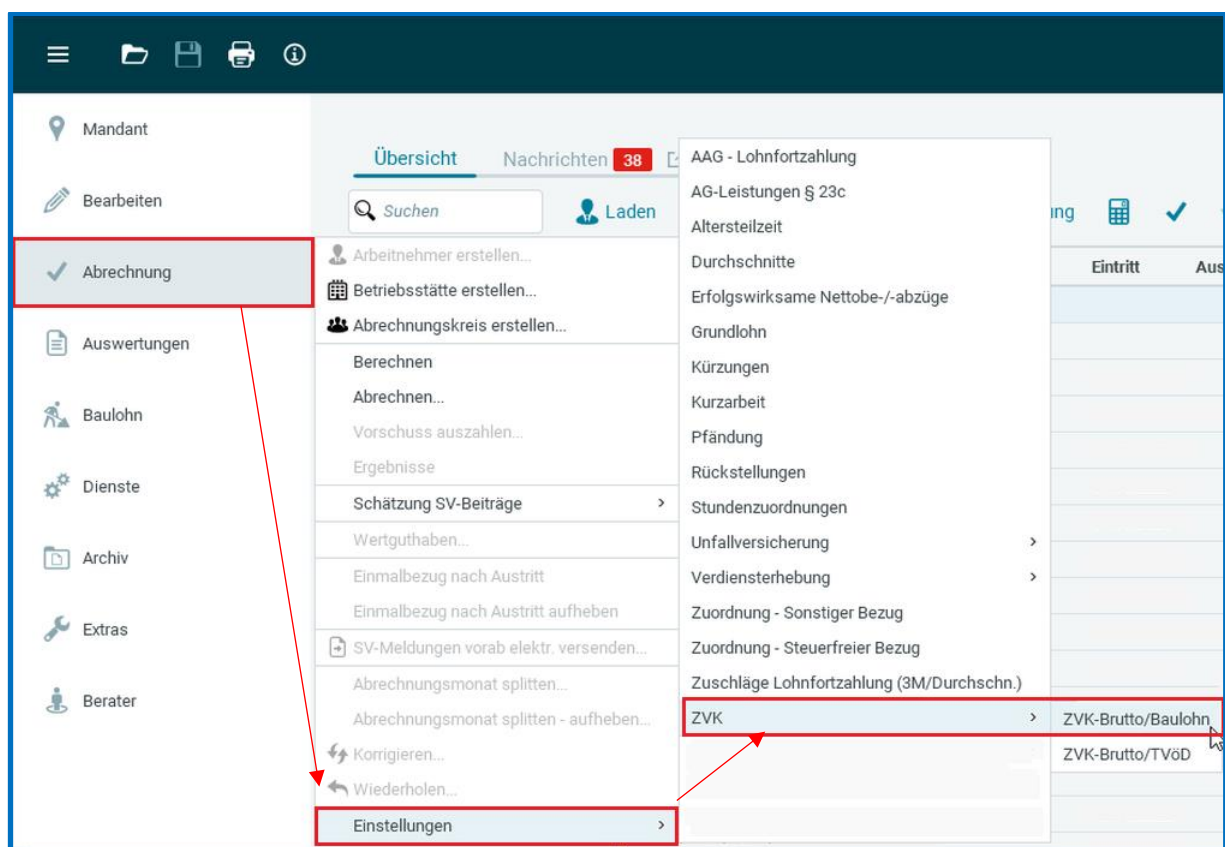 Mandant
Bearbeiten
Abrechnung
Auswertungen
Baulohn
Dienste
Archiv
Extras
Berater
Übersicht
Nachrichten 38
Suchen
Laden
ung
Eintritt
Aus
Arbeitnehmer erstellen...
Betriebsstätte erstellen...
Abrechnungskreis erstellen...
Berechnen
Abrechnen...
Vorschuss auszahlen...
Ergebnisse
Schätzung SV-Beiträge
Wertguthaben...
Einmalbezug nach Austritt
Einmalbezug nach Austritt aufheben
SV-Meldungen vorab elektr. versenden...
Abrechnungsmonat splitten...
Abrechnungsmonat splitten - aufheben...
Korrigieren...
Wiederholen...
Einstellungen
AAG - Lohnfortzahlung
AG-Leistungen § 23c
Altersteilzeit
Durchschnitte
Erfolgswirksame Nettobe-/-abzüge
Grundlohn
Kürzungen
Kurzarbeit
Pfändung
Rückstellungen
Stundenzuordnungen
Unfallversicherung
Verdiensterhebung
Zuordnung - Sonstiger Bezug
Zuordnung - Steuerfreier Bezug
Zuschläge Lohnfortzahlung (3M/Durchschn.)
ZVK
ZVK-Brutto/Baulohn
ZVK-Brutto/TVöD